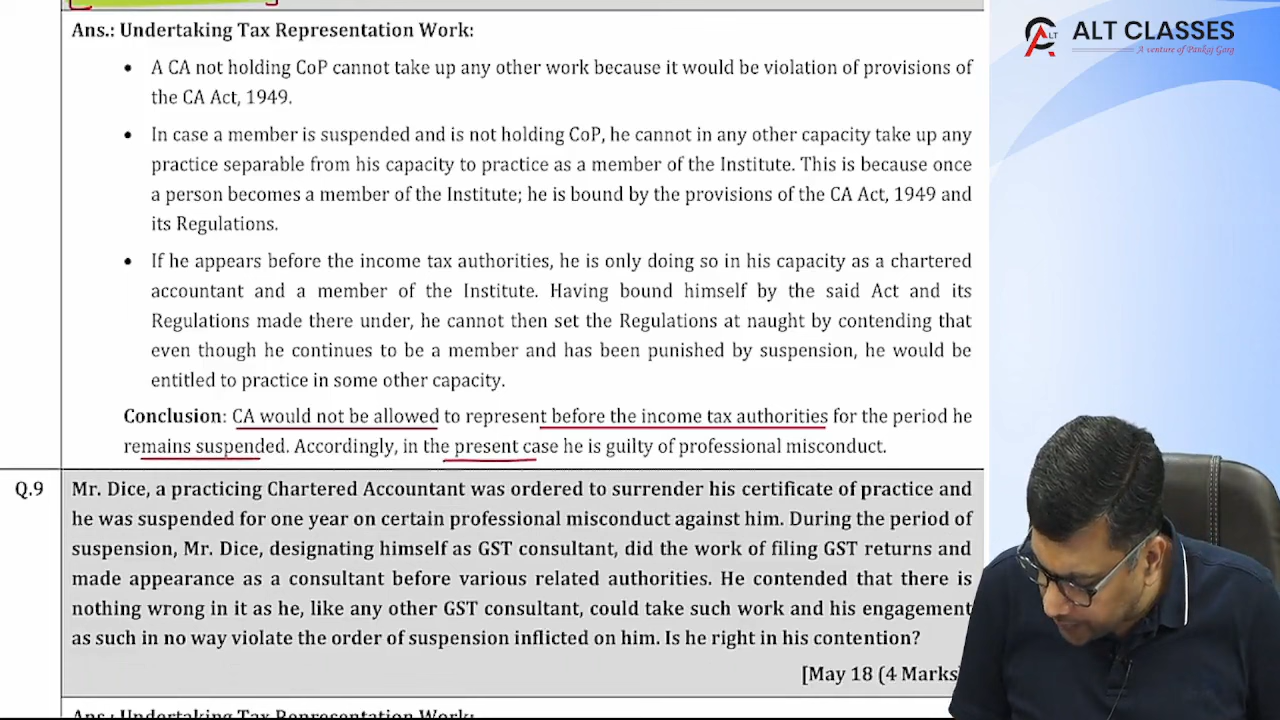 ALT
ALT CLASSES
A venture of Pankaj Garg
Ans.: Undertaking Tax Representation Work:
• A CA not holding CoP cannot take up any other work because it would be violation of provisions of
the CA Act, 1949.
• In case a member is suspended and is not holding CoP, he cannot in any other capacity take up any
practice separable from his capacity to practice as a member of the Institute. This is because once
a person becomes a member of the Institute; he is bound by the provisions of the CA Act, 1949 and
its Regulations.
• If he appears before the income tax authorities, he is only doing so in his capacity as a chartered
accountant and a member of the Institute. Having bound himself by the said Act and its
Regulations made there under, he cannot then set the Regulations at naught by contending that
even though he continues to be a member and has been punished by suspension, he would be
entitled to practice in some other capacity.
Conclusion: CA would not be allowed to represent before the income tax authorities for the period he
remains suspended. Accordingly, in the present case he is guilty of professional misconduct.
Q.9
Mr. Dice, a practicing Chartered Accountant was ordered to surrender his certificate of practice and
he was suspended for one year on certain professional misconduct against him. During the period of
suspension, Mr. Dice, designating himself as GST consultant, did the work of filing GST returns and
made appearance as a consultant before various related authorities. He contended that there is
nothing wrong in it as he, like any other GST consultant, could take such work and his engagement
as such in no way violate the order of suspension inflicted on him. Is he right in his contention?
[May 18 (4 Marks)
Ans.: Undertaking Tax Representation Work: